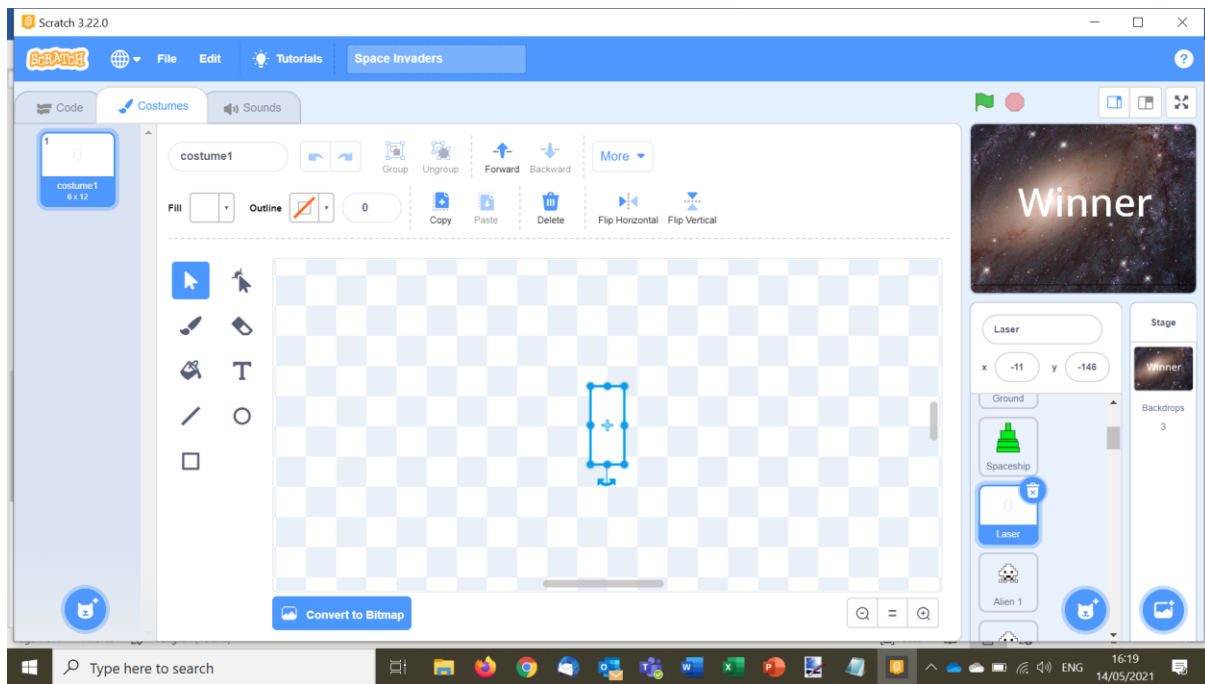 Scratch 3.22.0
SCRATCH File Edit Tutorials Space Invaders ?
Code Costumes Sounds
1
costume1
6 x 12
costume1 Group Ungroup Forward Backward More
Fill Outline 0 Copy Paste Delete Flip Horizontal Flip Vertical
T
Convert to Bitmap
=
Winner
Laser
x -11 y -146
Ground
Spaceship
Laser
Alien 1
Stage
Winner
Backdrops
3
Type here to search
ENG
16:19
14/05/2021